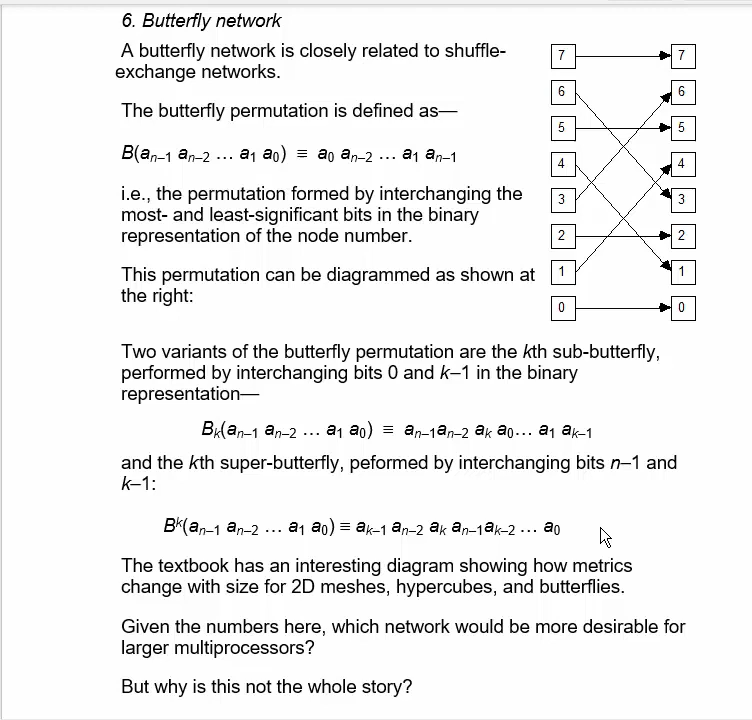 6. Butterfly network
A butterfly network is closely related to shuffle-
exchange networks.
The butterfly permutation is defined as—
B(aₙ₋₁ aₙ₋₂ … a₁ a₀) ≡ a₀ aₙ₋₂ … a₁ aₙ₋₁
i.e., the permutation formed by interchanging the
most- and least-significant bits in the binary
representation of the node number.
This permutation can be diagrammed as shown at
the right:
7 7
6 6
5 5
4 4
3 3
2 2
1 1
0 0
Two variants of the butterfly permutation are the kth sub-butterfly,
performed by interchanging bits 0 and k–1 in the binary
representation—
Bₖ(aₙ₋₁ aₙ₋₂ … a₁ a₀) ≡ aₙ₋₁aₙ₋₂ aₖ a₀… a₁ aₖ₋₁
and the kth super-butterfly, peformed by interchanging bits n–1 and
k–1:
Bᵏ(aₙ₋₁ aₙ₋₂ … a₁ a₀) ≡ aₖ₋₁ aₙ₋₂ aₖ aₙ₋₁aₖ₋₂ … a₀
The textbook has an interesting diagram showing how metrics
change with size for 2D meshes, hypercubes, and butterflies.
Given the numbers here, which network would be more desirable for
larger multiprocessors?
But why is this not the whole story?